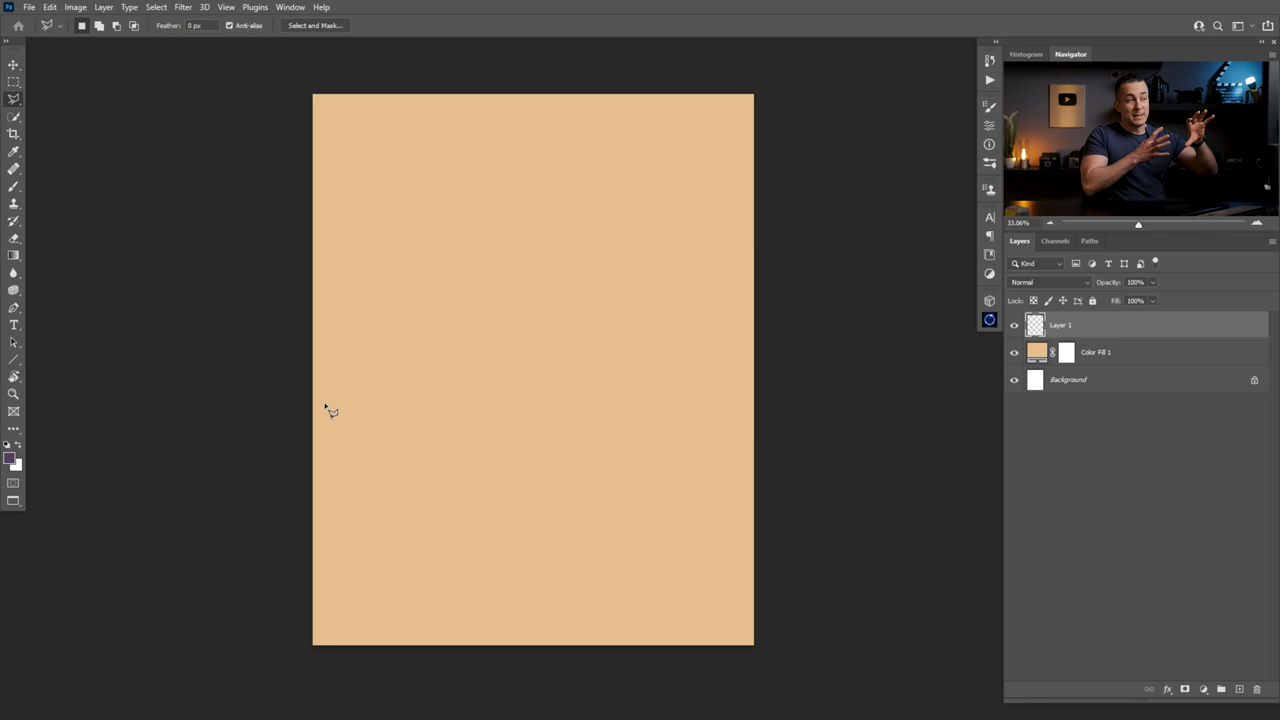 Ps File Edit Image Layer Type Select Filter 3D View Plugins Window Help
Feather: 0 px Anti-alias Select and Mask...
Histogram Navigator
33.06%
Layers Channels Paths
Kind
Normal Opacity: 100%
Lock: Fill: 100%
Layer 1
Color Fill 1
Background